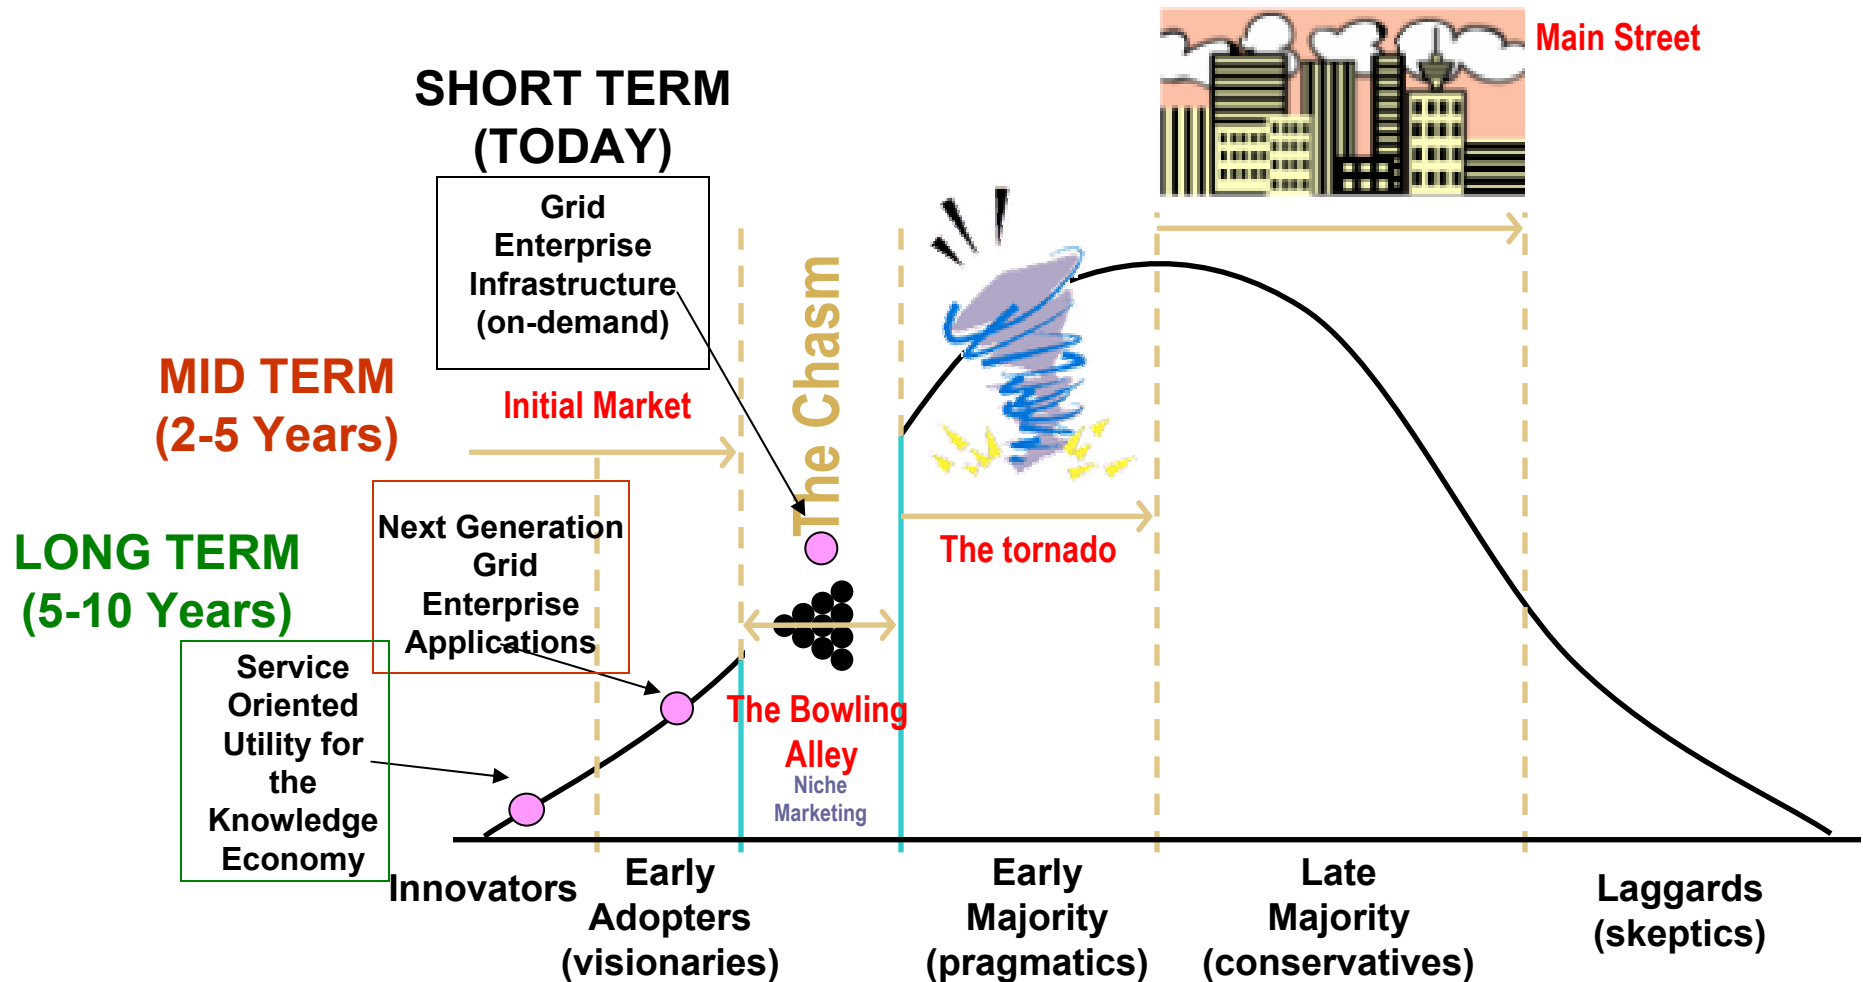 Main Street
SHORT TERM
(TODAY)
Grid
Enterprise
Infrastructure
(on-demand)
The Chasm
MID TERM
(2-5 Years)
Initial Market
Next Generation
Grid
Enterprise
Applications
The tornado
LONG TERM
(5-10 Years)
Service
Oriented
Utility for
the
Knowledge
Economy
The Bowling
Alley
Niche
Marketing
Innovators
Early
Adopters
(visionaries)
Early
Majority
(pragmatics)
Late
Majority
(conservatives)
Laggards
(skeptics)